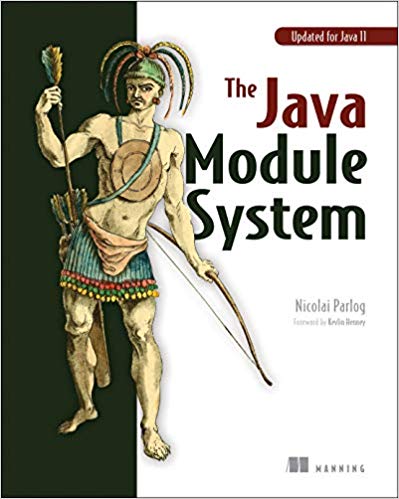 Updated for Java 11
The Java
Module
System
Nicolai Parlog
Foreword by Kevlin Henney
MANNING